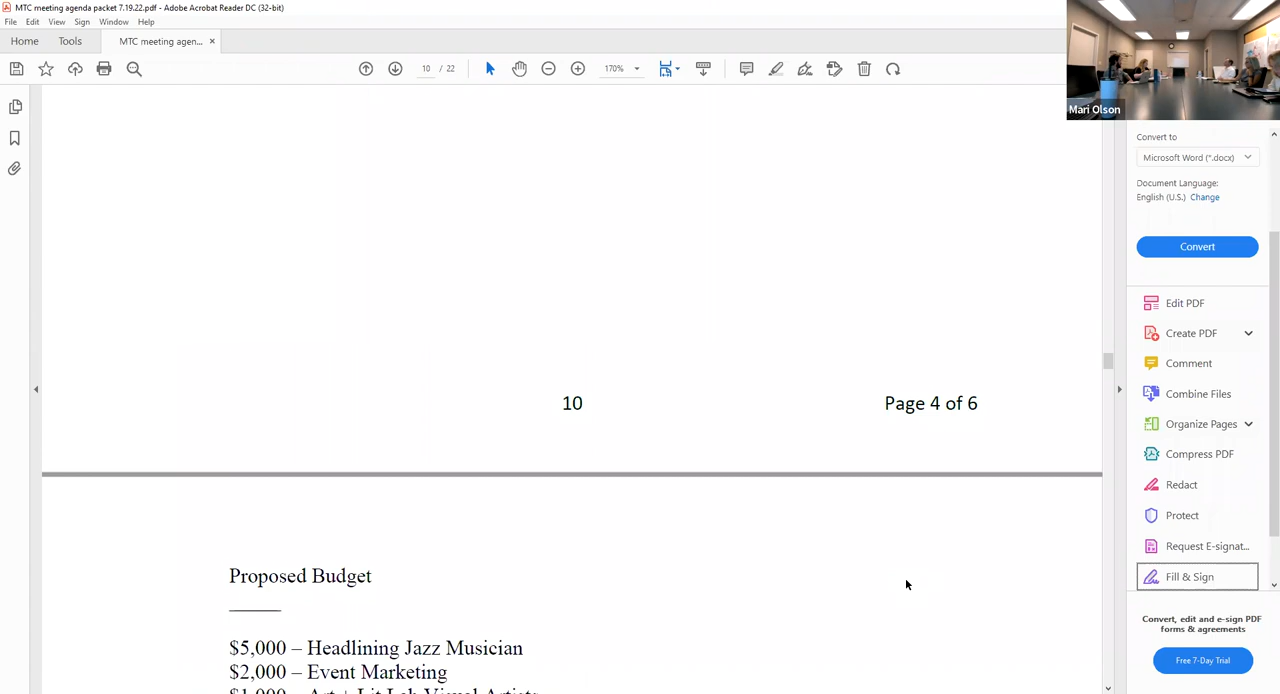 MTC meeting agenda packet 7.19.22.pdf - Adobe Acrobat Reader DC (32-bit)
File Edit View Sign Window Help
Home Tools MTC meeting agen... ×
10 / 22 170%
Mari Olson
Convert to
Microsoft Word (*.docx)
Document Language:
English (U.S.) Change
Convert
Edit PDF
Create PDF
Comment
Combine Files
Organize Pages
Compress PDF
Redact
Protect
Request E-signat...
Fill & Sign
Convert, edit and e-sign PDF
forms & agreements
Free 7-Day Trial
10 Page 4 of 6
Proposed Budget
$5,000 – Headlining Jazz Musician
$2,000 – Event Marketing
$1,000 – Art + Lit Lab Visual Artists